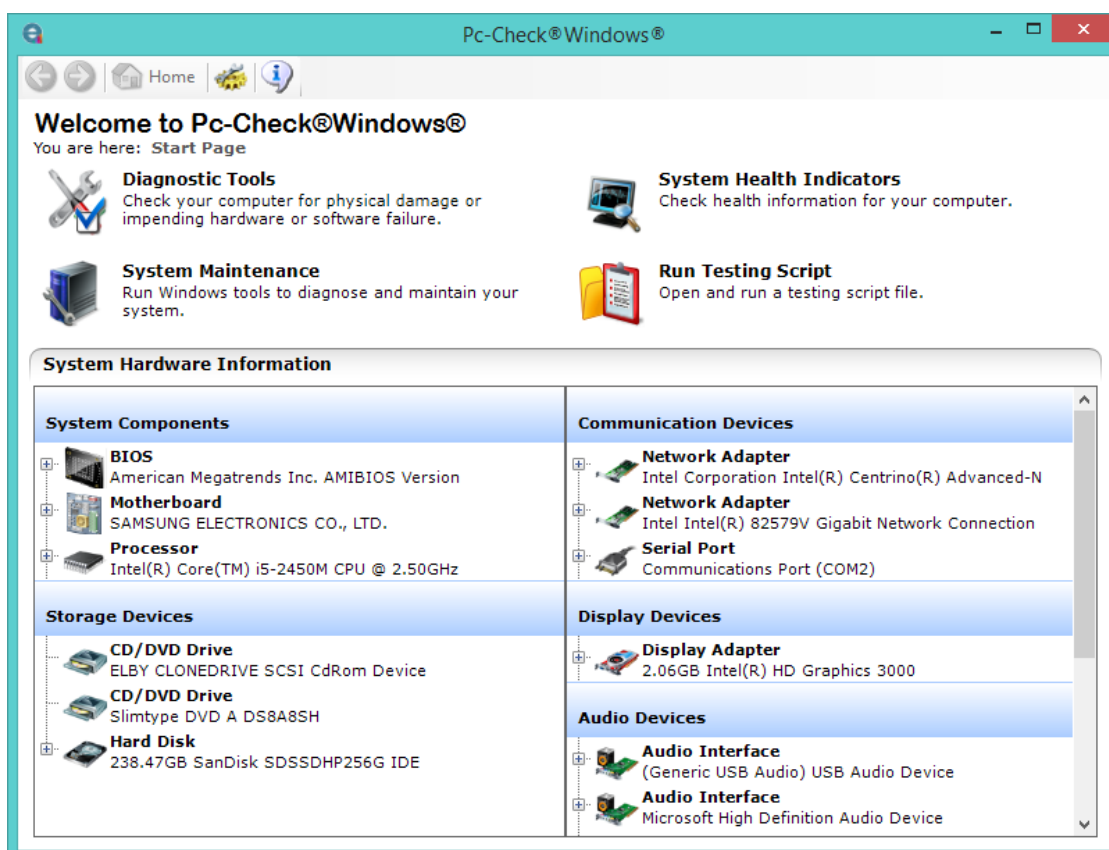 Pc-Check®Windows®
Home
Welcome to Pc-Check®Windows®
You are here: Start Page
Diagnostic Tools
Check your computer for physical damage or
impending hardware or software failure.
System Health Indicators
Check health information for your computer.
System Maintenance
Run Windows tools to diagnose and maintain your
system.
Run Testing Script
Open and run a testing script file.
System Hardware Information
System Components
BIOS
American Megatrends Inc. AMIBIOS Version
Motherboard
SAMSUNG ELECTRONICS CO., LTD.
Processor
Intel(R) Core(TM) i5-2450M CPU @ 2.50GHz
Storage Devices
CD/DVD Drive
ELBY CLONEDRIVE SCSI CdRom Device
CD/DVD Drive
Slimtype DVD A DS8A8SH
Hard Disk
238.47GB SanDisk SDSSDHP256G IDE
Communication Devices
Network Adapter
Intel Corporation Intel(R) Centrino(R) Advanced-N
Network Adapter
Intel Intel(R) 82579V Gigabit Network Connection
Serial Port
Communications Port (COM2)
Display Devices
Display Adapter
2.06GB Intel(R) HD Graphics 3000
Audio Devices
Audio Interface
(Generic USB Audio) USB Audio Device
Audio Interface
Microsoft High Definition Audio Device